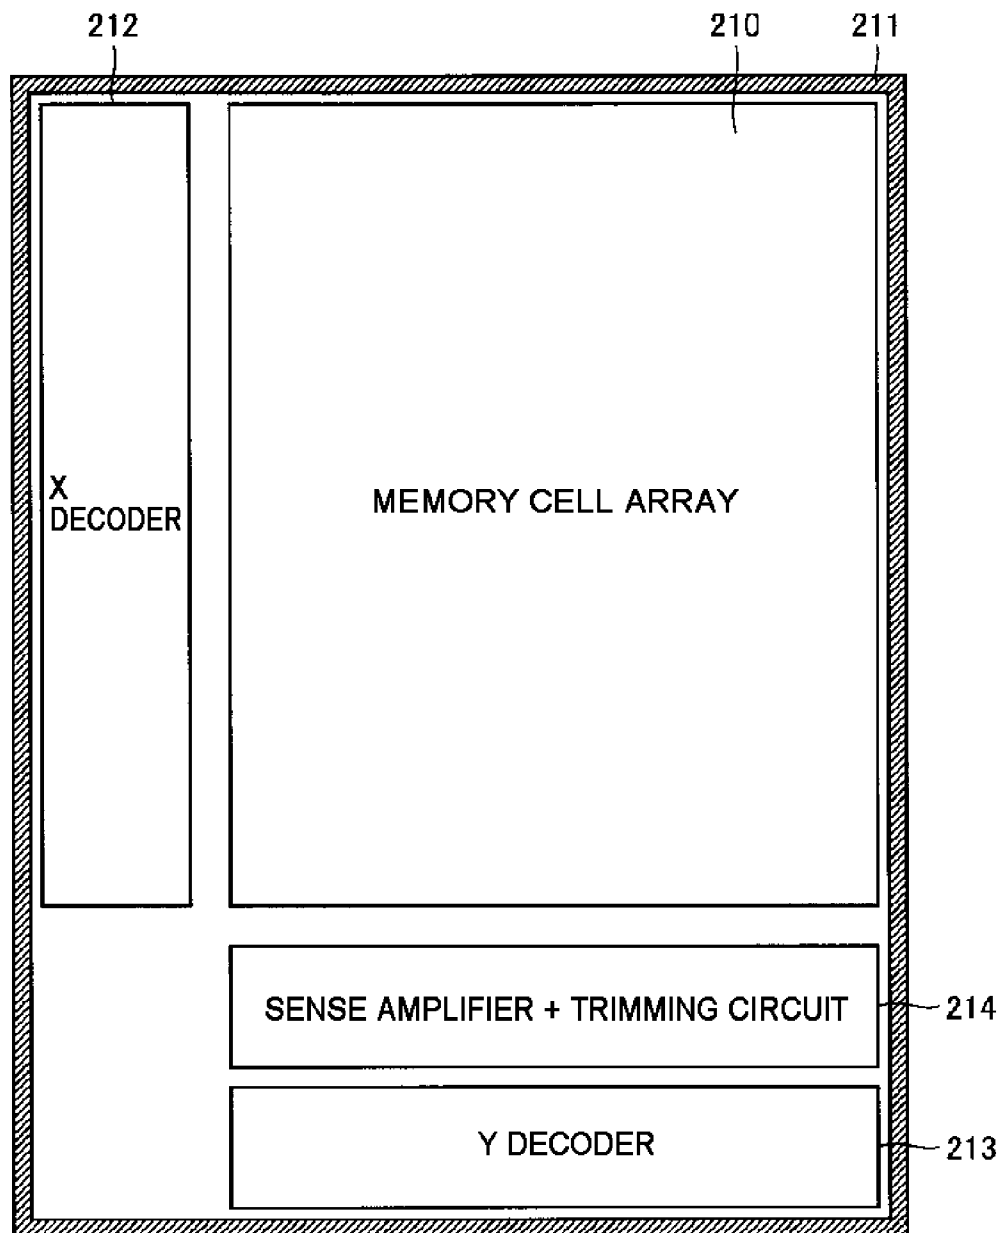 212
210
211
X
DECODER
MEMORY CELL ARRAY
SENSE AMPLIFIER + TRIMMING CIRCUIT
214
Y DECODER
213